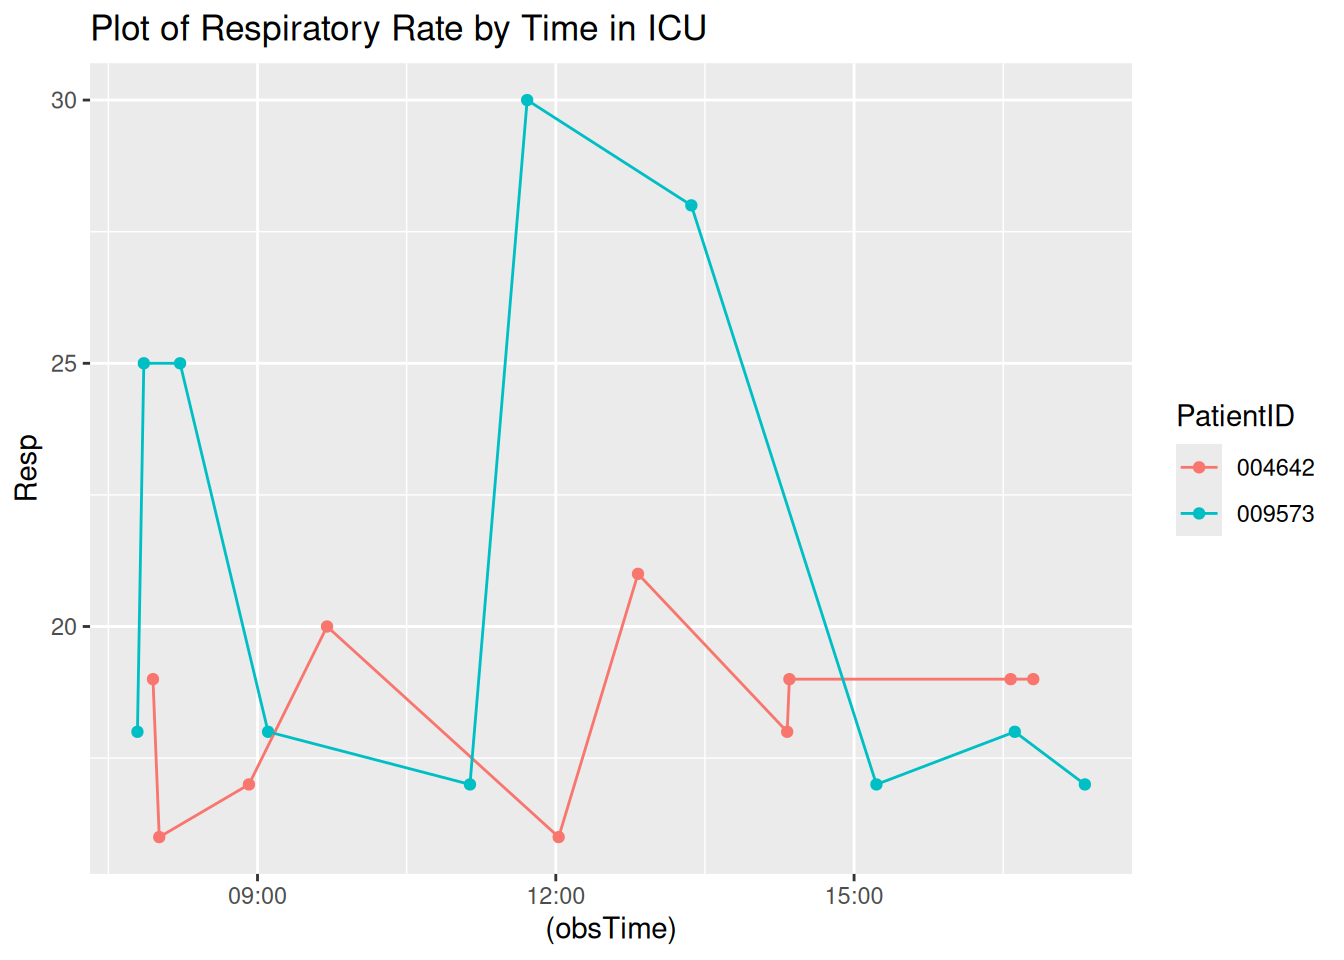 Plot of Respiratory Rate by Time in ICU
30
25
20
Resp
09:00
12:00
15:00
(obsTime)
PatientID
004642
009573